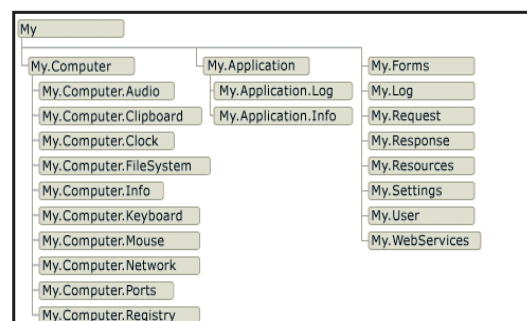 My
My.Computer
My.Computer.Audio
My.Computer.Clipboard
My.Computer.Clock
My.Computer.FileSystem
My.Computer.Info
My.Computer.Keyboard
My.Computer.Mouse
My.Computer.Network
My.Computer.Ports
My.Computer.Registry
My.Application
My.Application.Log
My.Application.Info
My.Forms
My.Log
My.Request
My.Response
My.Resources
My.Settings
My.User
My.WebServices